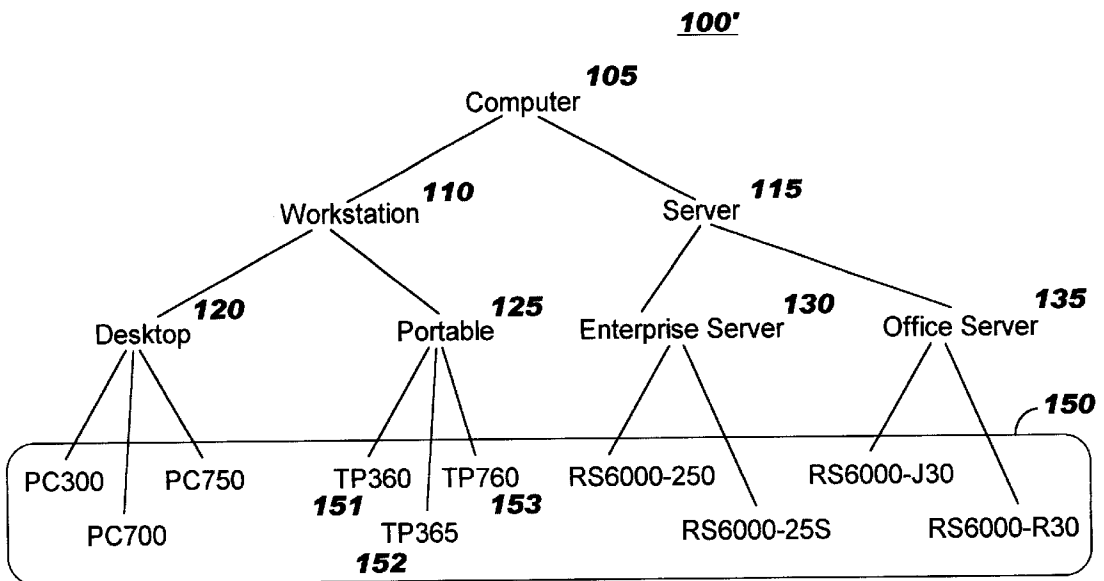 100'
105
Computer
110
115
Workstation
Server
120
125
130
135
Desktop
Portable
Enterprise Server
Office Server
150
PC300
PC750
TP360
TP760
RS6000-250
RS6000-J30
151
153
PC700
TP365
RS6000-25S
RS6000-R30
152